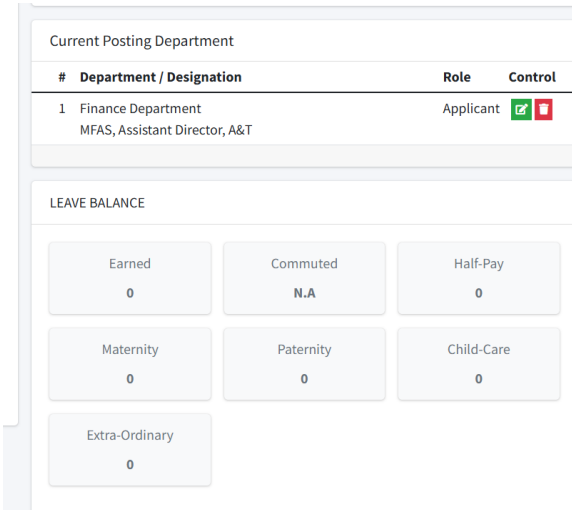 Current Posting Department
# Department / Designation Role Control
1 Finance Department Applicant
MFAS, Assistant Director, A&T
LEAVE BALANCE
Earned Commuted Half-Pay
0 N.A 0
Maternity Paternity Child-Care
0 0 0
Extra-Ordinary
0